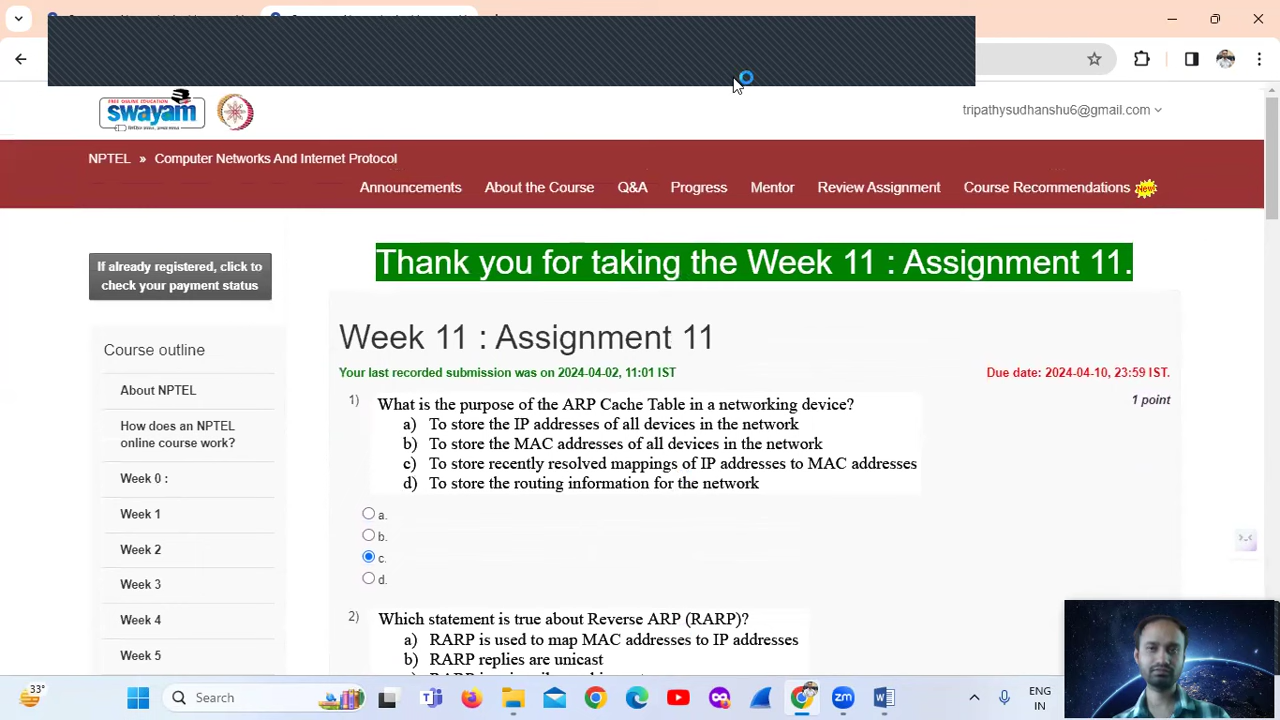 FREE ONLINE EDUCATION
swayam
tripathysudhanshu6@gmail.com
NPTEL » Computer Networks And Internet Protocol
Announcements About the Course Q&A Progress Mentor Review Assignment Course Recommendations New!
If already registered, click to
check your payment status
Thank you for taking the Week 11 : Assignment 11.
Course outline
About NPTEL
How does an NPTEL
online course work?
Week 0 :
Week 1
Week 2
Week 3
Week 4
Week 5
Week 11 : Assignment 11
Your last recorded submission was on 2024-04-02, 11:01 IST Due date: 2024-04-10, 23:59 IST.
1) What is the purpose of the ARP Cache Table in a networking device? 1 point
a) To store the IP addresses of all devices in the network
b) To store the MAC addresses of all devices in the network
c) To store recently resolved mappings of IP addresses to MAC addresses
d) To store the routing information for the network
a.
b.
c.
d.
2) Which statement is true about Reverse ARP (RARP)?
a) RARP is used to map MAC addresses to IP addresses
b) RARP replies are unicast
33°
Search
zm
ENG
IN